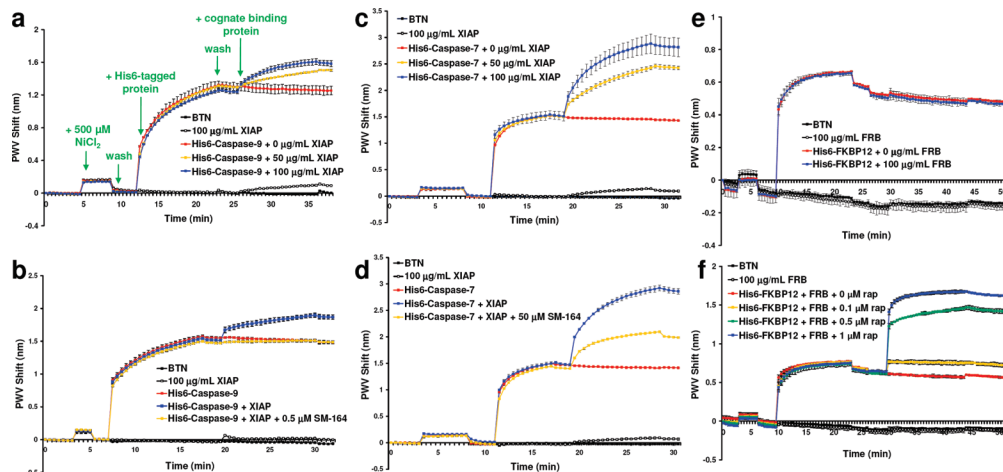 a
+ cognate binding
protein
wash
+ His6-tagged
protein
+ 500 µM
NiCl2
wash
PWV Shift (nm)
2
1.6
1.2
0.8
0.4
0
-0.4
BTN
100 µg/mL XIAP
His6-Caspase-9 + 0 µg/mL XIAP
His6-Caspase-9 + 50 µg/mL XIAP
His6-Caspase-9 + 100 µg/mL XIAP
0 5 10 15 20 25 30 35
Time (min)
b
PWV Shift (nm)
2.5
2
1.5
1
0.5
0
-0.5
BTN
100 µg/mL XIAP
His6-Caspase-9
His6-Caspase-9 + XIAP
His6-Caspase-9 + XIAP + 0.5 µM SM-164
0 5 10 15 20 25 30
Time (min)
c
PWV Shift (nm)
3.5
3
2.5
2
1.5
1
0.5
0
-0.5
BTN
100 µg/mL XIAP
His6-Caspase-7 + 0 µg/mL XIAP
His6-Caspase-7 + 50 µg/mL XIAP
His6-Caspase-7 + 100 µg/mL XIAP
0 5 10 15 20 25 30
Time (min)
d
PWV Shift (nm)
3.5
3
2.5
2
1.5
1
0.5
0
-0.5
BTN
100 µg/mL XIAP
His6-Caspase-7
His6-Caspase-7 + XIAP
His6-Caspase-7 + XIAP + 50 µM SM-164
0 5 10 15 20 25 30
Time (min)
e
PWV Shift (nm)
1
0.8
0.6
0.4
0.2
0
-0.2
-0.4
BTN
100 µg/mL FRB
His6-FKBP12 + 0 µg/mL FRB
His6-FKBP12 + 100 µg/mL FRB
0 5 10 15 20 25 30 35 40 45 50
Time (min)
f
PWV Shift (nm)
2
1.6
1.2
0.8
0.4
0
-0.4
BTN
100 µg/mL FRB
His6-FKBP12 + FRB + 0 µM rap
His6-FKBP12 + FRB + 0.1 µM rap
His6-FKBP12 + FRB + 0.5 µM rap
His6-FKBP12 + FRB + 1 µM rap
0 5 10 15 20 25 30 35 40 45 50
Time (min)